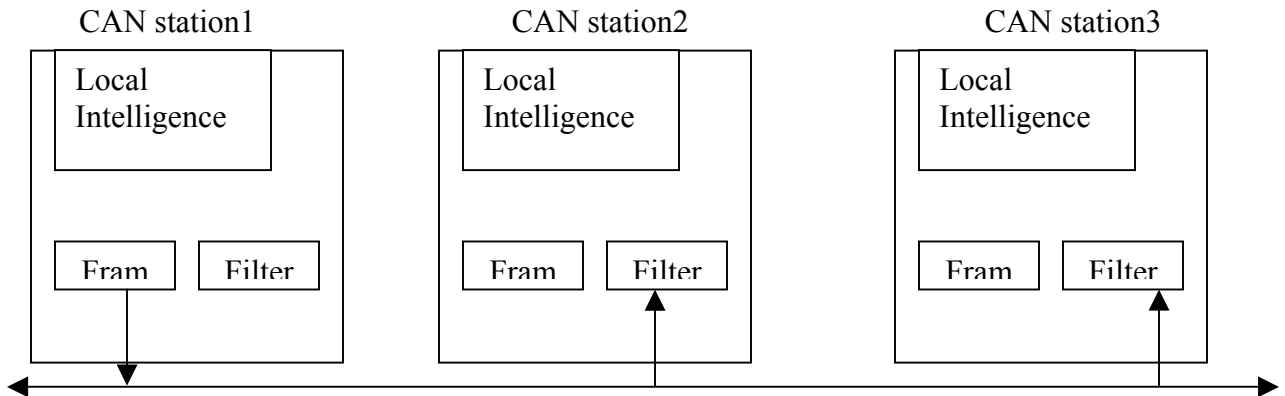 CAN station1
CAN station2
CAN station3
Local
Intelligence
Local
Intelligence
Local
Intelligence
Fram
Filter
Fram
Filter
Fram
Filter